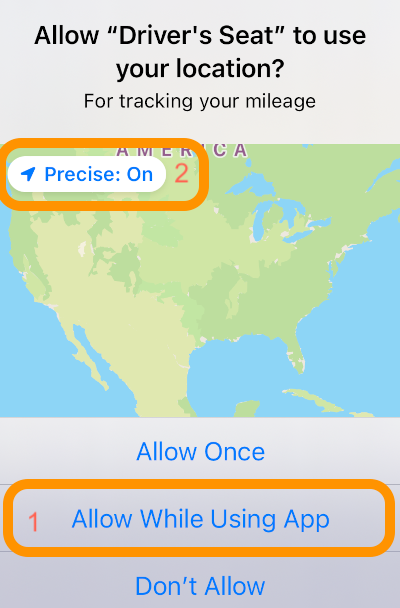 Allow “Driver's Seat” to use
your location?
For tracking your mileage
AMERICA
Precise: On 2
Allow Once
1 Allow While Using App
Don’t Allow